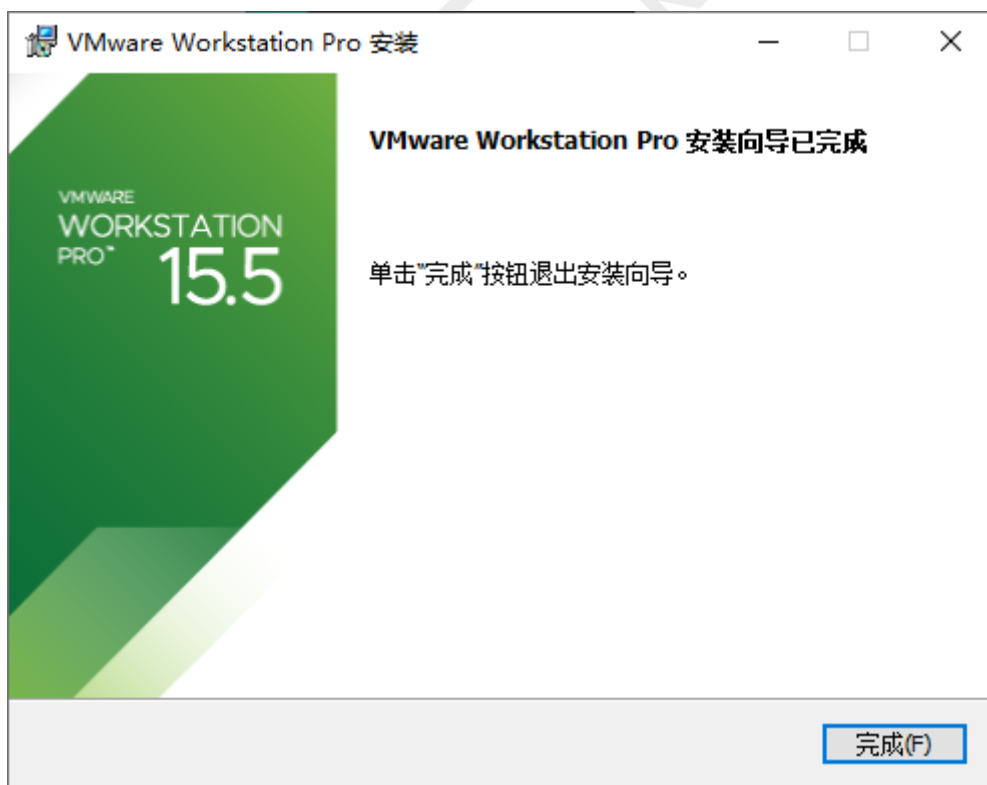 VMware Workstation Pro 安装
VMWARE
WORKSTATION
PRO™ 15.5
VMware Workstation Pro 安装向导已完成
单击"完成"按钮退出安装向导。
完成(F)